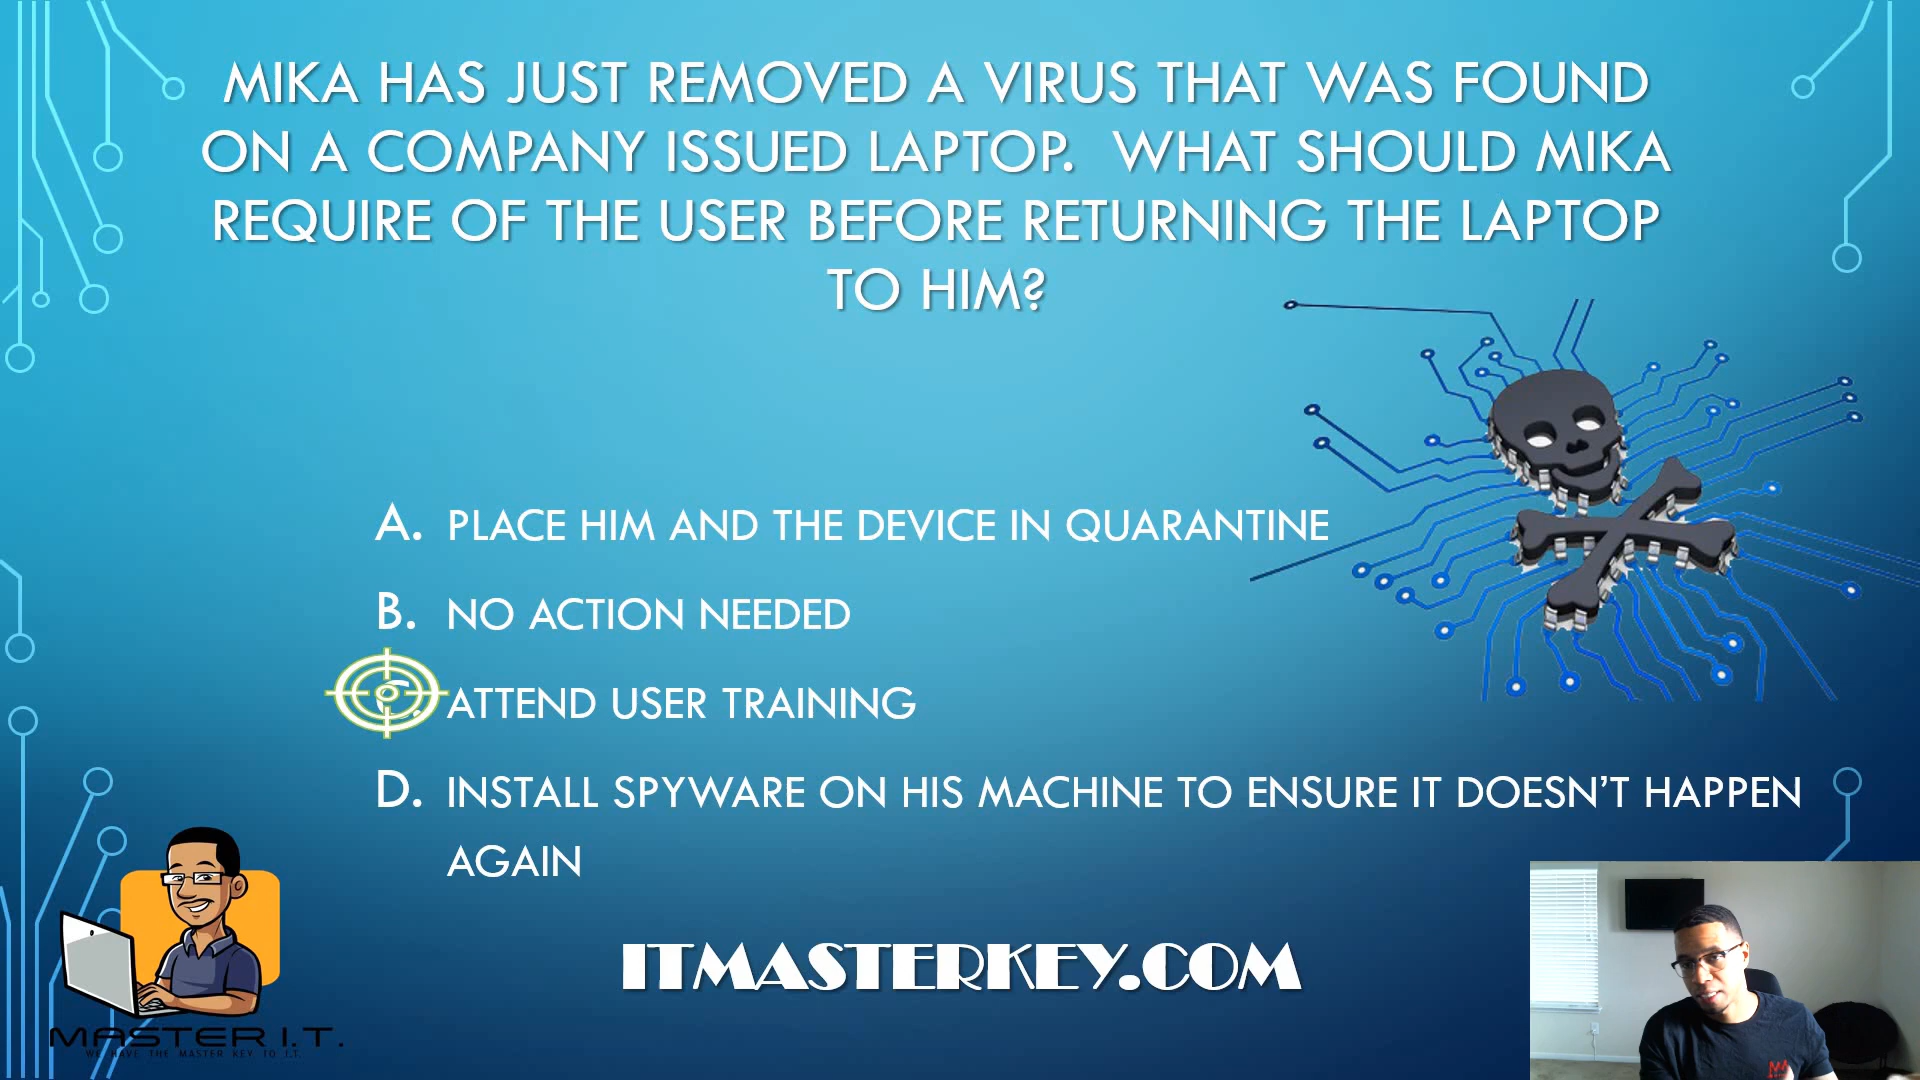 MIKA HAS JUST REMOVED A VIRUS THAT WAS FOUND
ON A COMPANY ISSUED LAPTOP. WHAT SHOULD MIKA
REQUIRE OF THE USER BEFORE RETURNING THE LAPTOP
TO HIM?
A. PLACE HIM AND THE DEVICE IN QUARANTINE
B. NO ACTION NEEDED
C. ATTEND USER TRAINING
D. INSTALL SPYWARE ON HIS MACHINE TO ENSURE IT DOESN'T HAPPEN
AGAIN
ITMASTERKEY.COM
MASTER I.T.
WE HAVE THE MASTER KEY TO I.T.